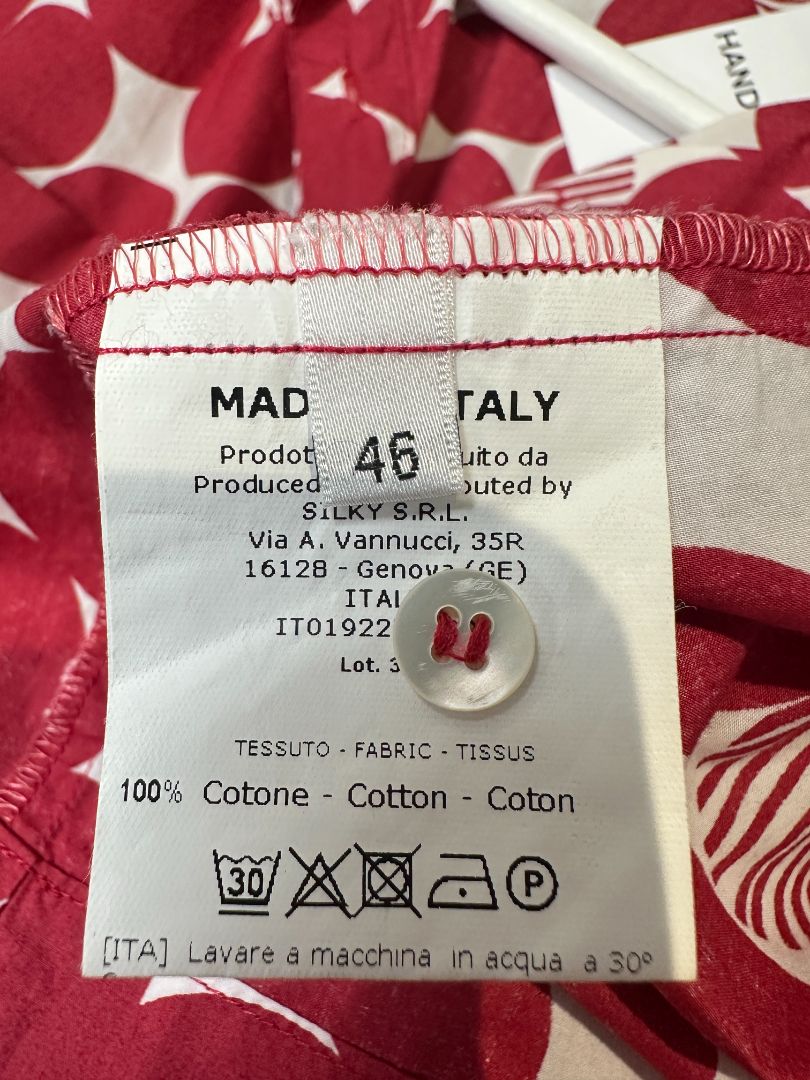 HAND
MAD TALY
46
Prodot uito da
Produced buted by
SILKY S.R.L.
Via A. Vannucci, 35R
16128 - Genova (GE)
ITAL
IT01922
Lot. 3
TESSUTO - FABRIC - TISSUS
100% Cotone - Cotton - Coton
30
P
[ITA] Lavare a macchina in acqua a 30°